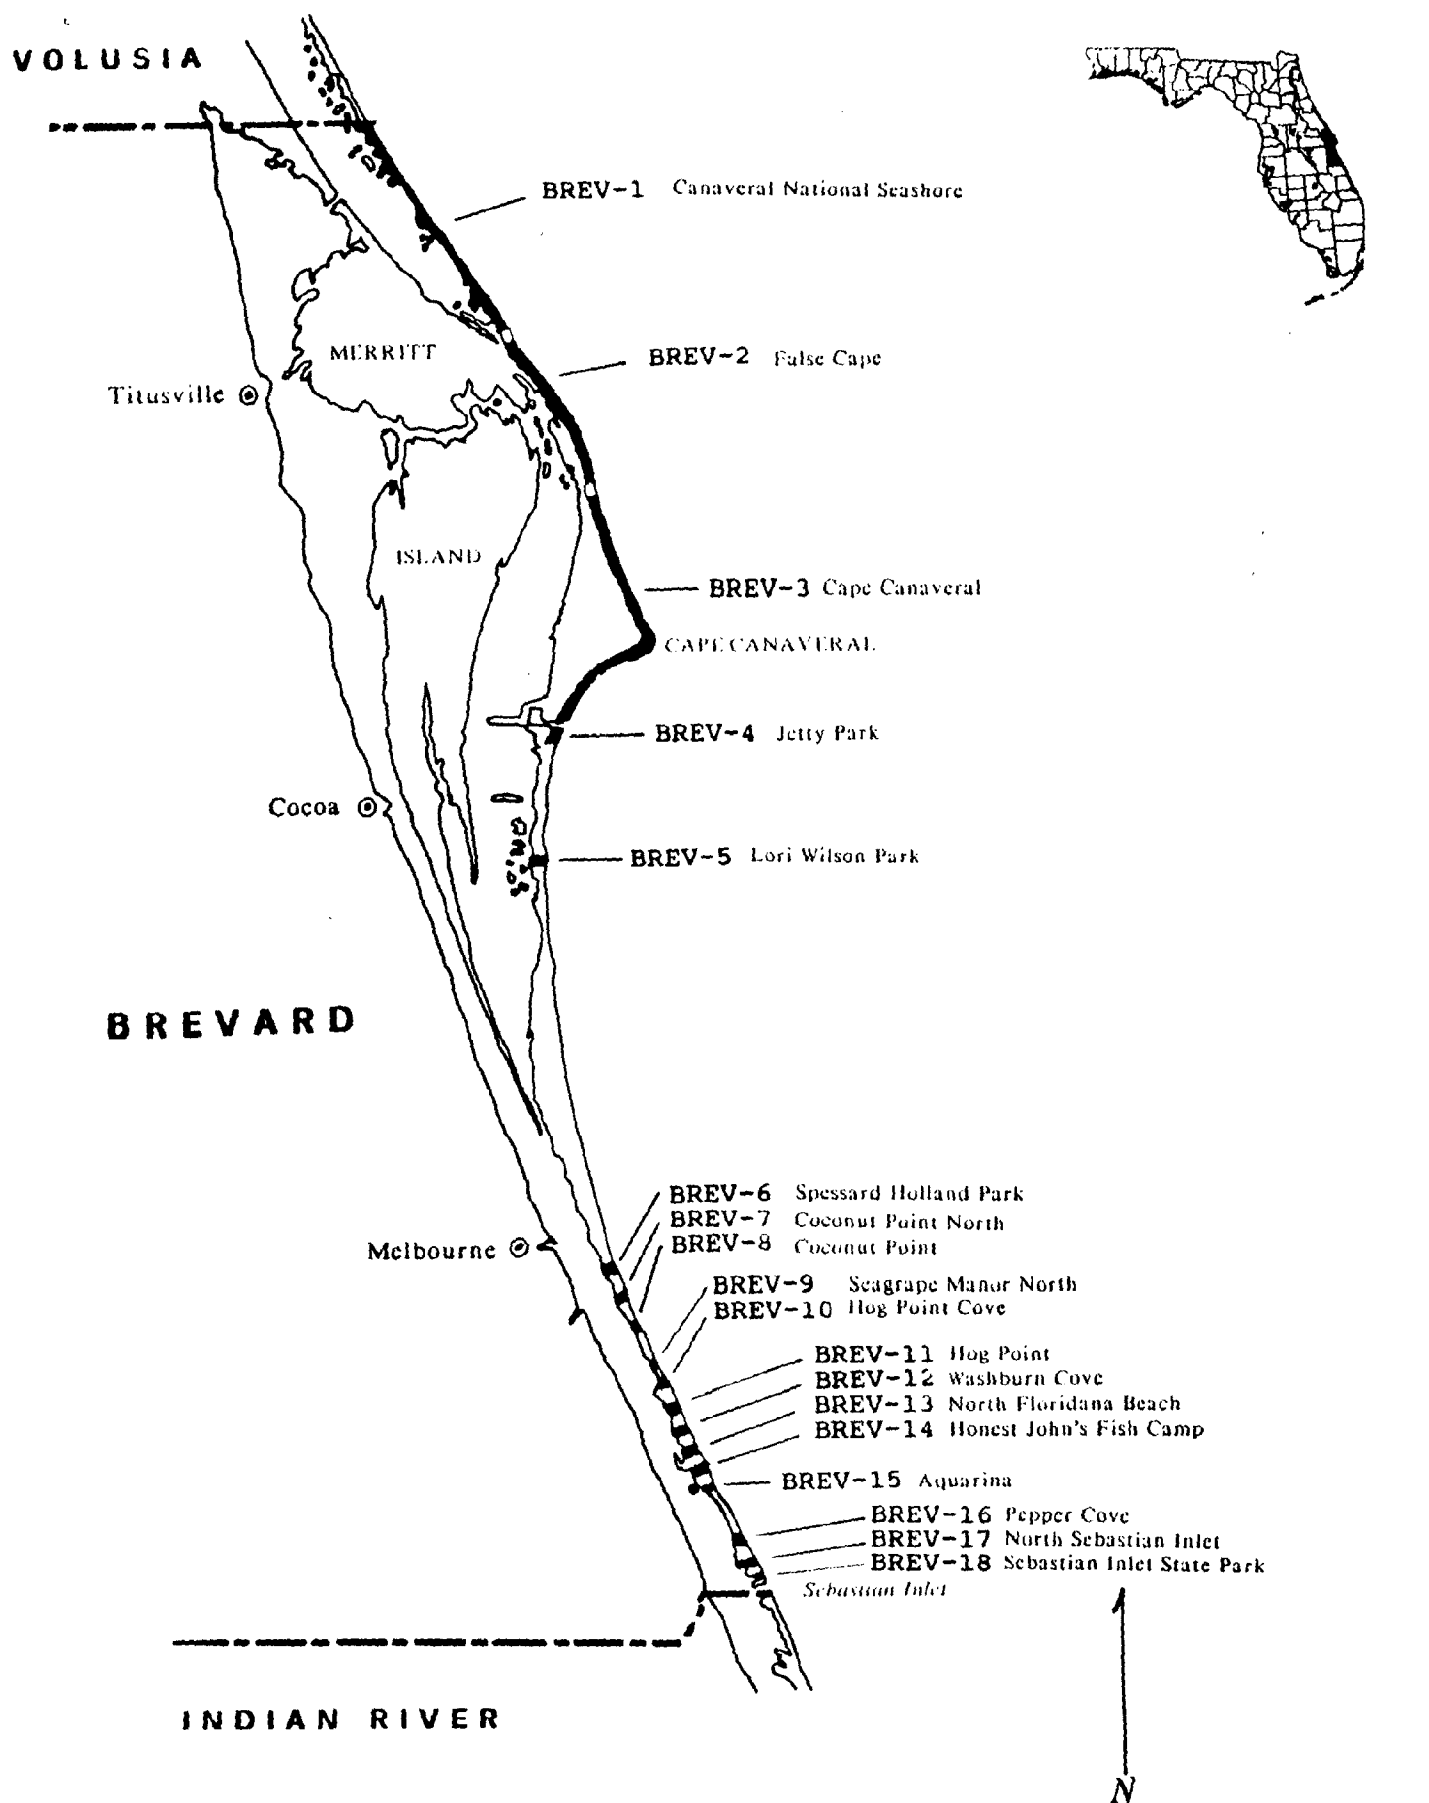 VOLUSIA
BREV-1 Canaveral National Seashore
MERRITT
BREV-2 False Cape
Titusville
ISLAND
BREV-3 Cape Canaveral
CAPE CANAVERAL
BREV-4 Jetty Park
Cocoa
BREV-5 Lori Wilson Park
BREVARD
BREV-6 Spessard Holland Park
BREV-7 Coconut Point North
BREV-8 Coconut Point
Melbourne
BREV-9 Seagrape Manor North
BREV-10 Hog Point Cove
BREV-11 Hog Point
BREV-12 Washburn Cove
BREV-13 North Floridana Beach
BREV-14 Honest John's Fish Camp
BREV-15 Aquarina
BREV-16 Pepper Cove
BREV-17 North Sebastian Inlet
BREV-18 Sebastian Inlet State Park
Sebastian Inlet
INDIAN RIVER
N